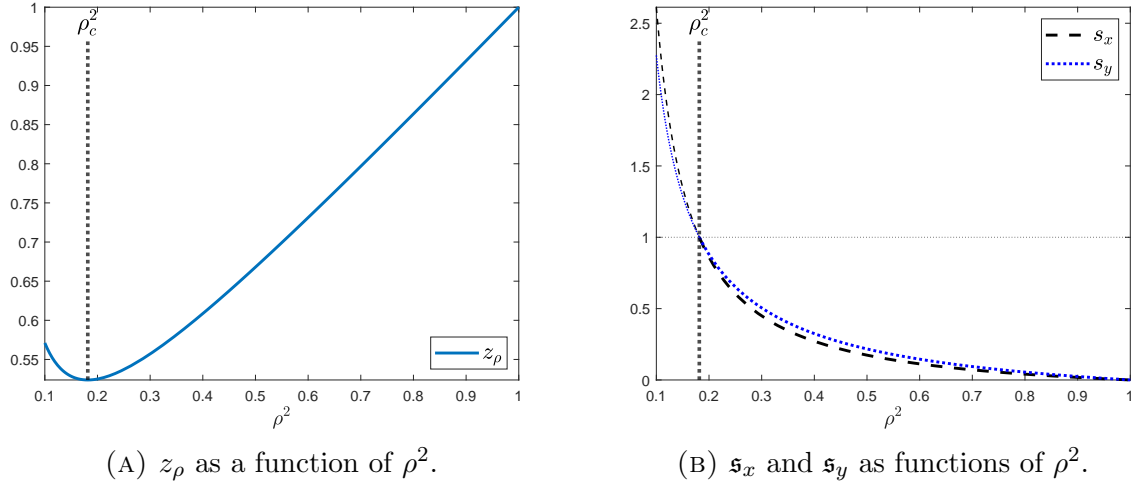 ρ_c^2
1
0.95
0.9
0.85
0.8
0.75
0.7
0.65
0.6
0.55
0.1 0.2 0.3 0.4 0.5 0.6 0.7 0.8 0.9 1
ρ^2
z_ρ
(A) z_ρ as a function of ρ^2.
ρ_c^2
2.5
2
1.5
1
0.5
0
0.1 0.2 0.3 0.4 0.5 0.6 0.7 0.8 0.9 1
ρ^2
s_x
s_y
(B) 𝔰_x and 𝔰_y as functions of ρ^2.